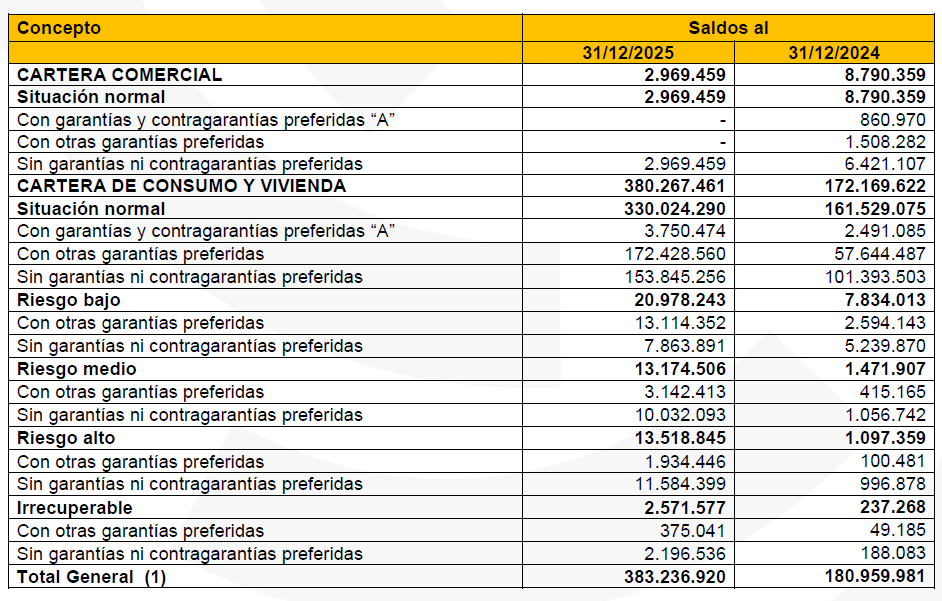 Concepto Saldos al
31/12/2025 31/12/2024
CARTERA COMERCIAL 2.969.459 8.790.359
Situación normal 2.969.459 8.790.359
Con garantías y contragarantías preferidas “A” - 860.970
Con otras garantías preferidas - 1.508.282
Sin garantías ni contragarantías preferidas 2.969.459 6.421.107
CARTERA DE CONSUMO Y VIVIENDA 380.267.461 172.169.622
Situación normal 330.024.290 161.529.075
Con garantías y contragarantías preferidas “A” 3.750.474 2.491.085
Con otras garantías preferidas 172.428.560 57.644.487
Sin garantías ni contragarantías preferidas 153.845.256 101.393.503
Riesgo bajo 20.978.243 7.834.013
Con otras garantías preferidas 13.114.352 2.594.143
Sin garantías ni contragarantías preferidas 7.863.891 5.239.870
Riesgo medio 13.174.506 1.471.907
Con otras garantías preferidas 3.142.413 415.165
Sin garantías ni contragarantías preferidas 10.032.093 1.056.742
Riesgo alto 13.518.845 1.097.359
Con otras garantías preferidas 1.934.446 100.481
Sin garantías ni contragarantías preferidas 11.584.399 996.878
Irrecuperable 2.571.577 237.268
Con otras garantías preferidas 375.041 49.185
Sin garantías ni contragarantías preferidas 2.196.536 188.083
Total General (1) 383.236.920 180.959.981